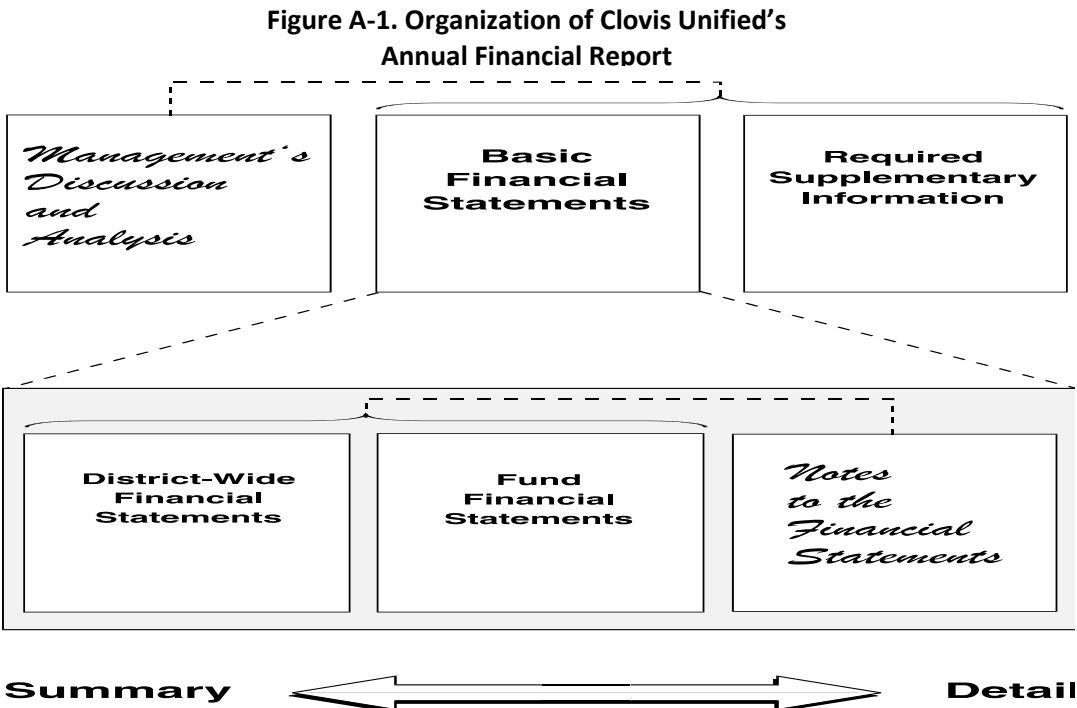 Figure A-1. Organization of Clovis Unified's
Annual Financial Report
Management's
Discussion
and
Analysis
Basic
Financial
Statements
Required
Supplementary
Information
District-Wide
Financial
Statements
Fund
Financial
Statements
Notes
to the
Financial
Statements
Summary
Detail